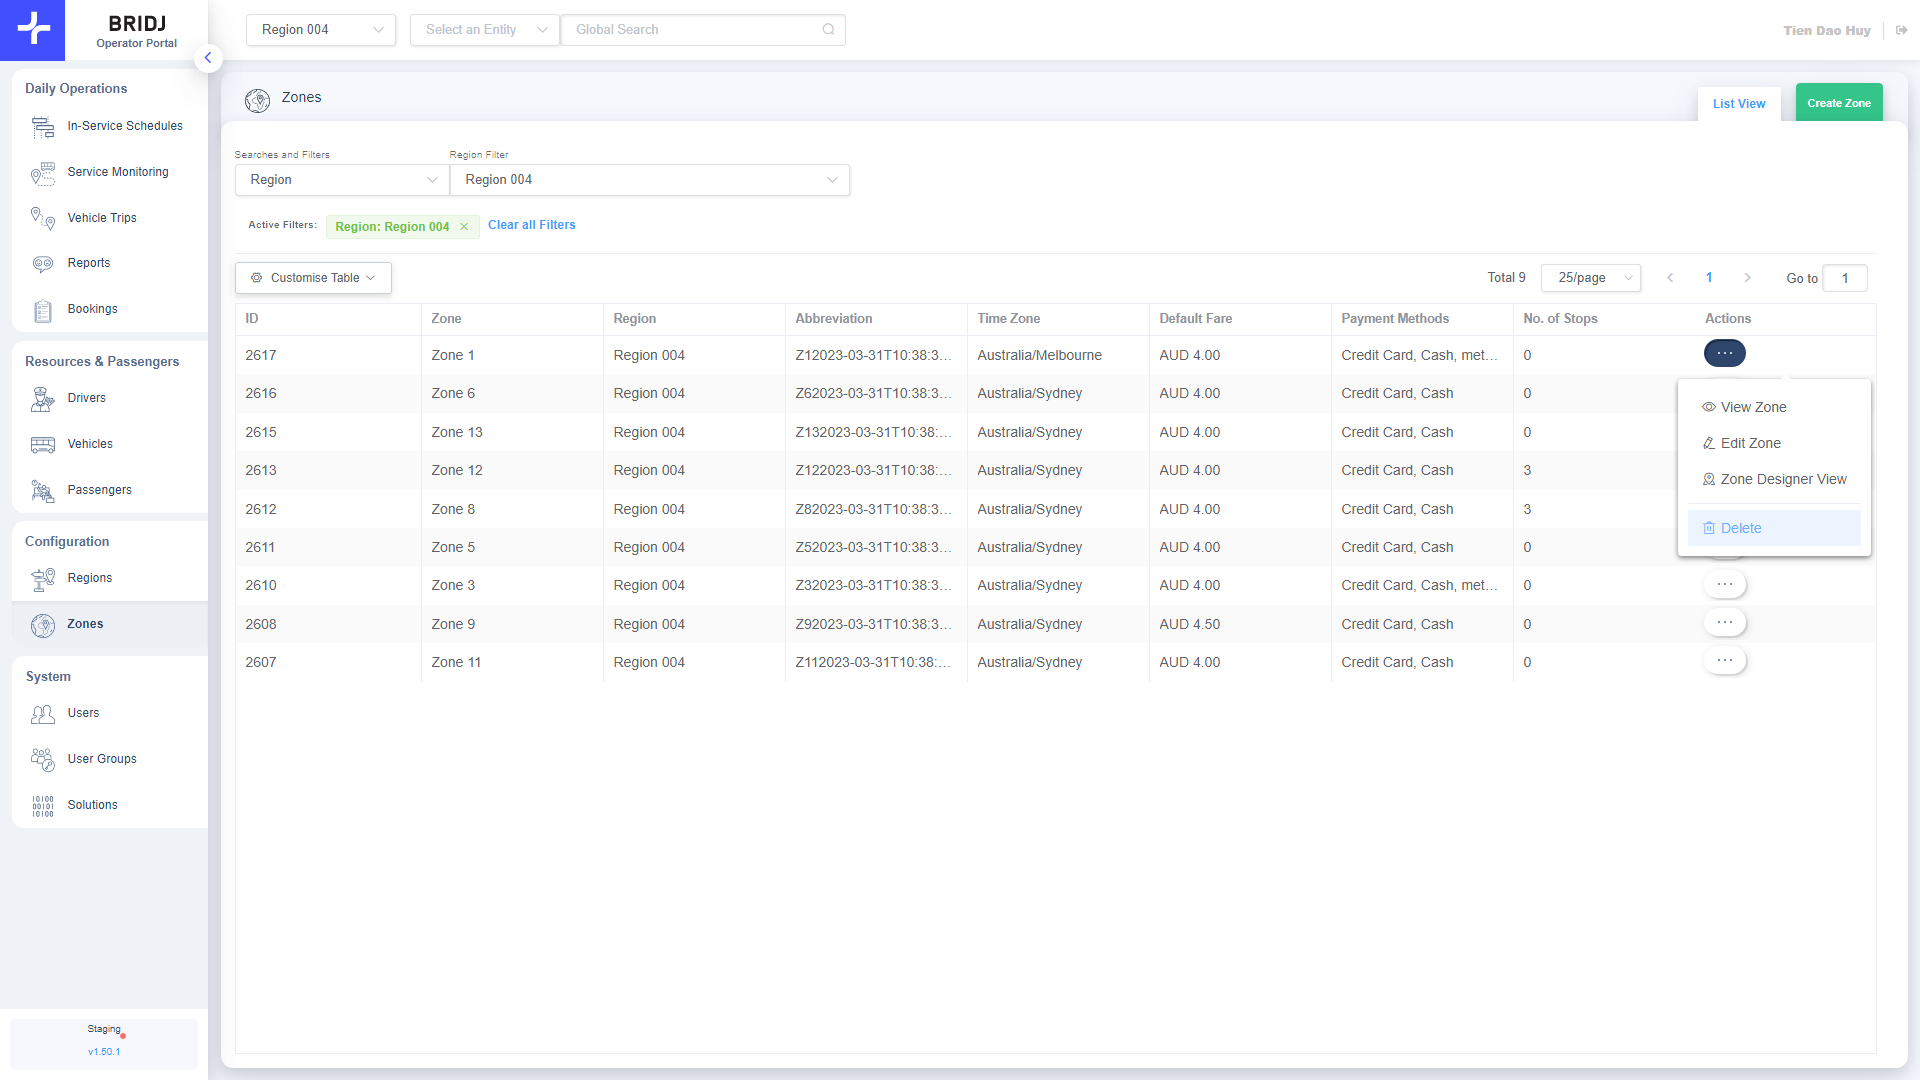 BRIDJ
Operator Portal
Region 004
Select an Entity
Global Search
Tien Dao Huy
Daily Operations
In-Service Schedules
Service Monitoring
Vehicle Trips
Reports
Bookings
Resources & Passengers
Drivers
Vehicles
Passengers
Configuration
Regions
Zones
System
Users
User Groups
Solutions
Staging
v1.50.1
Zones
List View
Create Zone
Searches and Filters
Region Filter
Region
Region 004
Active Filters:
Region: Region 004
Clear all Filters
Customise Table
Total 9
25/page
1
Go to
1
ID Zone Region Abbreviation Time Zone Default Fare Payment Methods No. of Stops Actions
2617 Zone 1 Region 004 Z12023-03-31T10:38:3... Australia/Melbourne AUD 4.00 Credit Card, Cash, met... 0
2616 Zone 6 Region 004 Z62023-03-31T10:38:3... Australia/Sydney AUD 4.00 Credit Card, Cash 0
2615 Zone 13 Region 004 Z132023-03-31T10:38:... Australia/Sydney AUD 4.00 Credit Card, Cash 0
2613 Zone 12 Region 004 Z122023-03-31T10:38:... Australia/Sydney AUD 4.00 Credit Card, Cash 3
2612 Zone 8 Region 004 Z82023-03-31T10:38:3... Australia/Sydney AUD 4.00 Credit Card, Cash 3
2611 Zone 5 Region 004 Z52023-03-31T10:38:3... Australia/Sydney AUD 4.00 Credit Card, Cash 0
2610 Zone 3 Region 004 Z32023-03-31T10:38:3... Australia/Sydney AUD 4.00 Credit Card, Cash, met... 0
2608 Zone 9 Region 004 Z92023-03-31T10:38:3... Australia/Sydney AUD 4.50 Credit Card, Cash 0
2607 Zone 11 Region 004 Z112023-03-31T10:38:... Australia/Sydney AUD 4.00 Credit Card, Cash 0
View Zone
Edit Zone
Zone Designer View
Delete